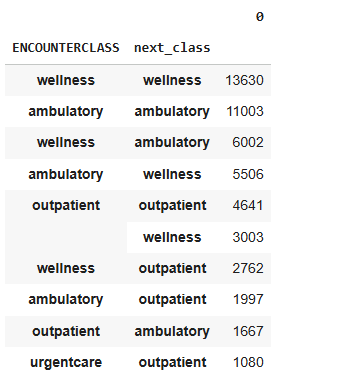 0
ENCOUNTERCLASS next_class
wellness wellness 13630
ambulatory ambulatory 11003
wellness ambulatory 6002
ambulatory wellness 5506
outpatient outpatient 4641
wellness 3003
wellness outpatient 2762
ambulatory outpatient 1997
outpatient ambulatory 1667
urgentcare outpatient 1080